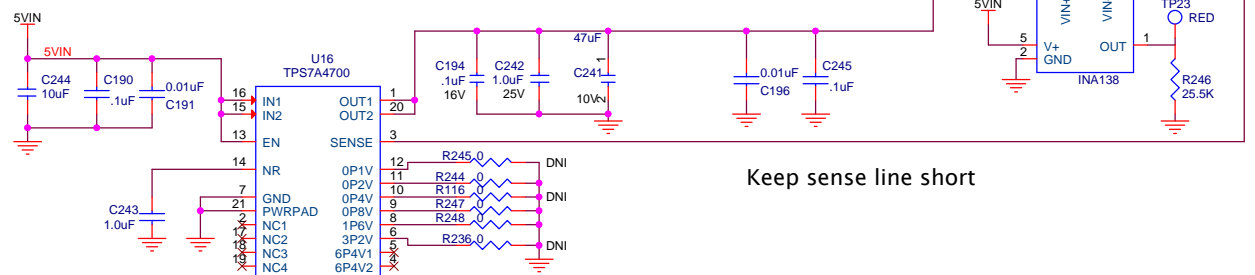 5VIN
5VIN
C244
10uF
C190
.1uF
0.01uF
C191
U16
TPS7A4700
16
IN1
15
IN2
13
EN
14
NR
7
GND
21
PWRPAD
2
NC1
17
NC2
18
NC3
19
NC4
C243
1.0uF
OUT1
1
OUT2
20
SENSE
3
0P1V
12
0P2V
11
0P4V
10
0P8V
9
1P6V
8
3P2V
6
6P4V1
5
6P4V2
4
R245 0
DNI
R244 0
R116 0
DNI
R247 0
R248 0
R236 0
DNI
C194
.1uF
16V
C242
1.0uF
25V
47uF
C241
1
10V
2
0.01uF
C196
C245
.1uF
5VIN
VIN+
VIN
5
V+
2
GND
OUT
1
INA138
TP23
RED
R246
25.5K
Keep sense line short